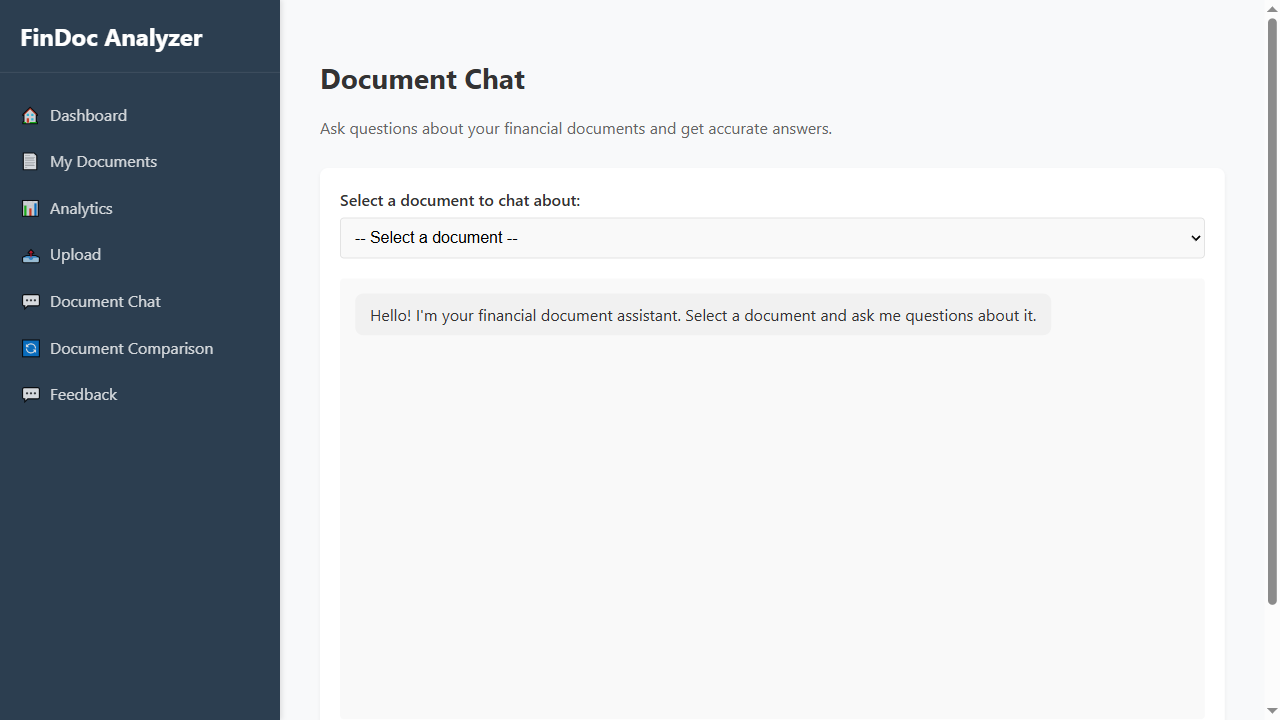 FinDoc Analyzer
Dashboard
My Documents
Analytics
Upload
Document Chat
Document Comparison
Feedback
Document Chat
Ask questions about your financial documents and get accurate answers.
Select a document to chat about:
-- Select a document --
Hello! I'm your financial document assistant. Select a document and ask me questions about it.